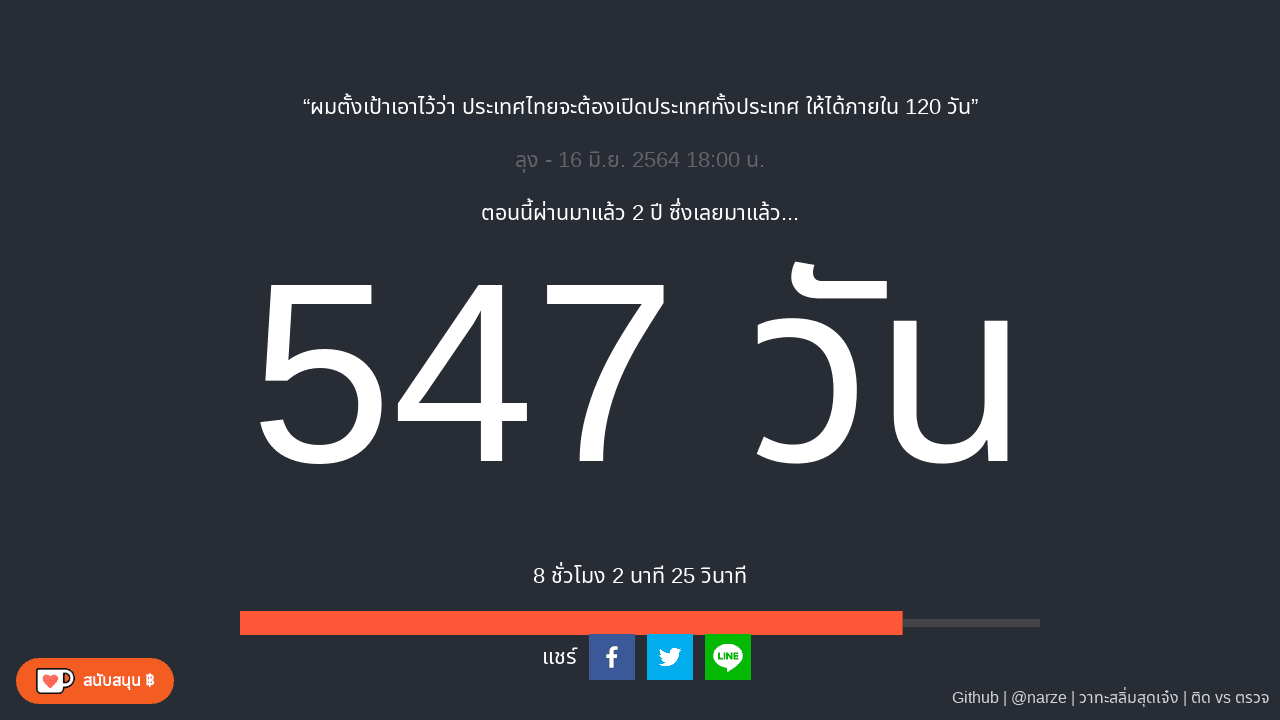 “ผมตั้งเป้าเอาไว้ว่า ประเทศไทยจะต้องเปิดประเทศทั้งประเทศ ให้ได้ภายใน 120 วัน”
ลุง - 16 มิ.ย. 2564 18:00 น.
ตอนนี้ผ่านมาแล้ว 2 ปี ซึ่งเลยมาแล้ว...
547 วัน
8 ชั่วโมง 2 นาที 25 วินาที
แชร์
LINE
สนับสนุน ฿
Github | @narze | วาทะสลิ่มสุดเจ๋ง | ติด vs ตรวจ